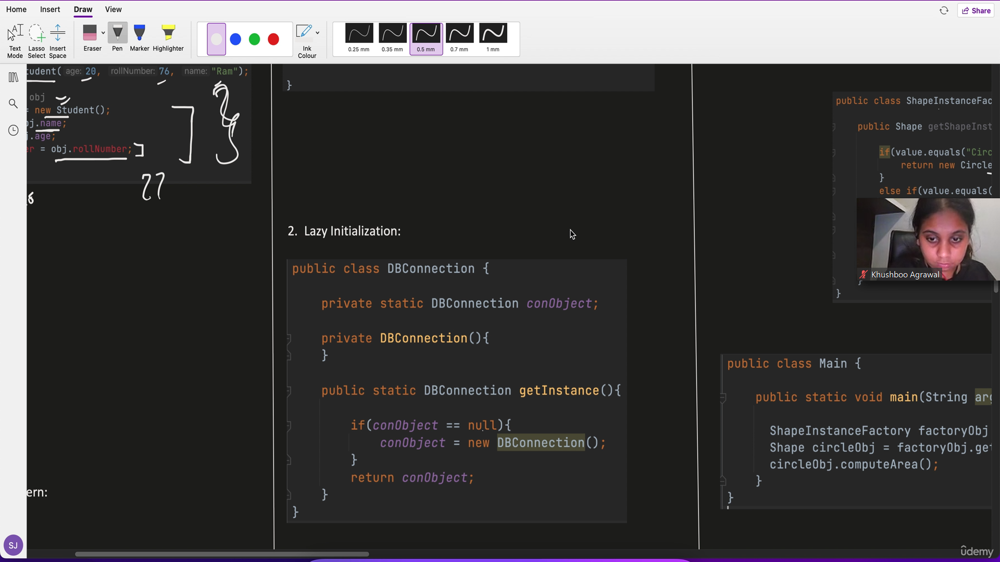 Home Insert Draw View
Share
Text Mode
Lasso Select
Insert Space
Eraser
Pen
Marker
Highlighter
Ink Colour
0.25 mm
0.35 mm
0.5 mm
0.7 mm
1 mm
tudent( age: 20, rollNumber: 76, name: "Ram");
obj
= new Student();
bj.name;
.age;
er = obj.rollNumber;
ern:
SJ
}
2. Lazy Initialization:
public class DBConnection {
private static DBConnection conObject;
private DBConnection(){
}
public static DBConnection getInstance(){
if(conObject == null){
conObject = new DBConnection();
}
return conObject;
}
}
public class ShapeInstanceFac
public Shape getShapeInst
if(value.equals("Circ
return new Circle
}
else if(value.equals(
Khushboo Agrawal
}
}
public class Main {
public static void main(String arg
ShapeInstanceFactory factoryObj
Shape circleObj = factoryObj.get
circleObj.computeArea();
}
}
udemy